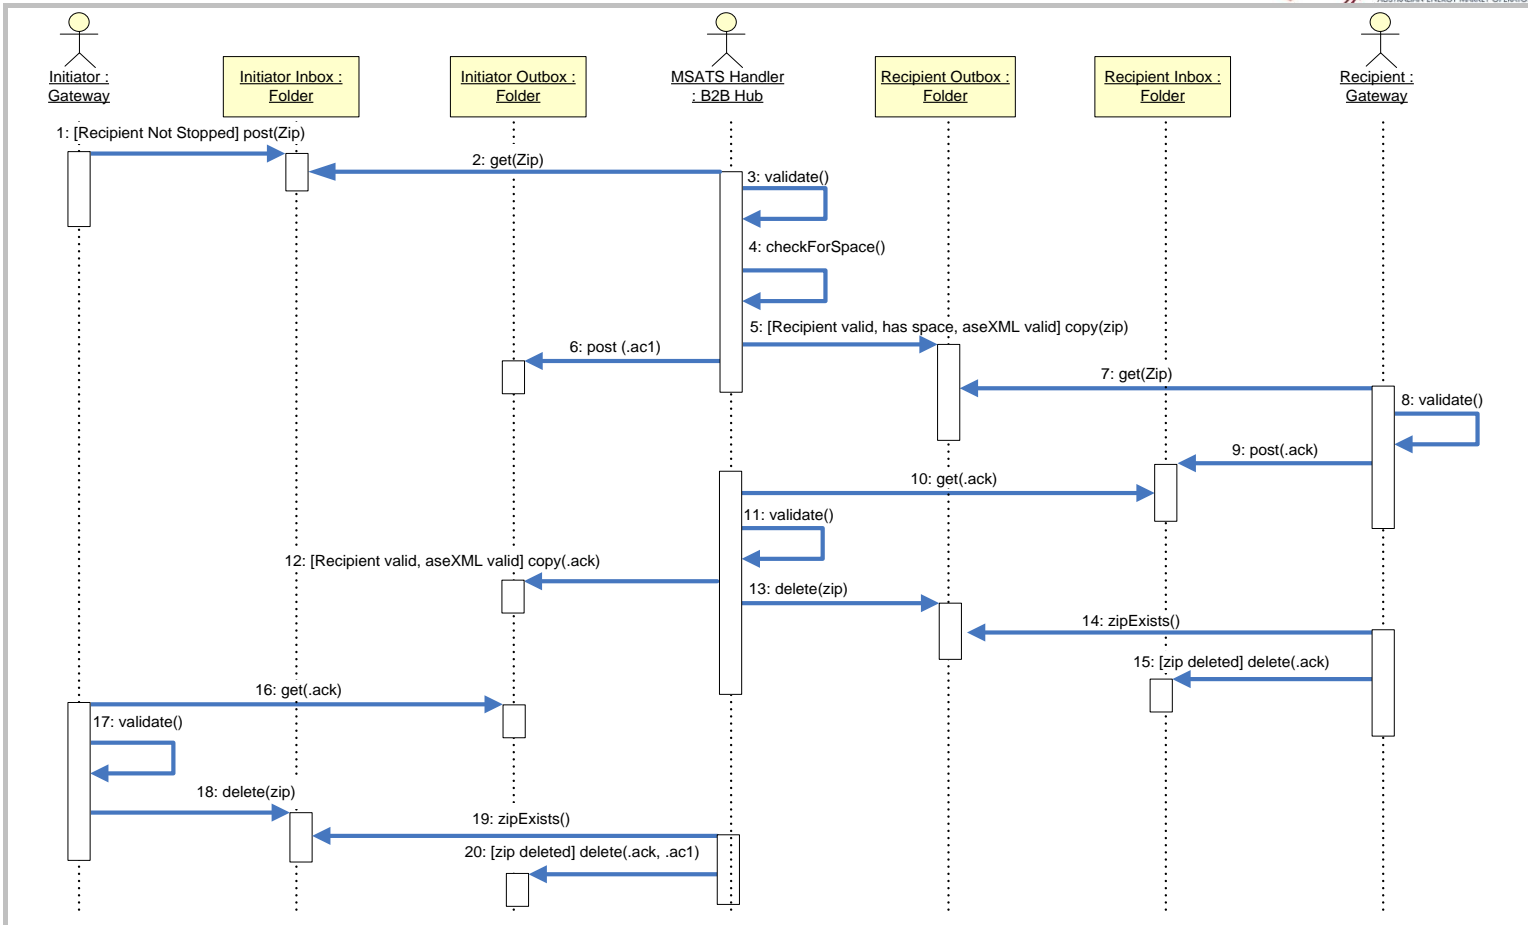 AUSTRALIAN ENERGY MARKET OPERATOR
Initiator :
Gateway
Initiator Inbox :
Folder
Initiator Outbox :
Folder
MSATS Handler
: B2B Hub
Recipient Outbox :
Folder
Recipient Inbox :
Folder
Recipient :
Gateway
1: [Recipient Not Stopped] post(Zip)
2: get(Zip)
3: validate()
4: checkForSpace()
5: [Recipient valid, has space, aseXML valid] copy(zip)
6: post (.ac1)
7: get(Zip)
8: validate()
9: post(.ack)
10: get(.ack)
11: validate()
12: [Recipient valid, aseXML valid] copy(.ack)
13: delete(zip)
14: zipExists()
15: [zip deleted] delete(.ack)
16: get(.ack)
17: validate()
18: delete(zip)
19: zipExists()
20: [zip deleted] delete(.ack, .ac1)